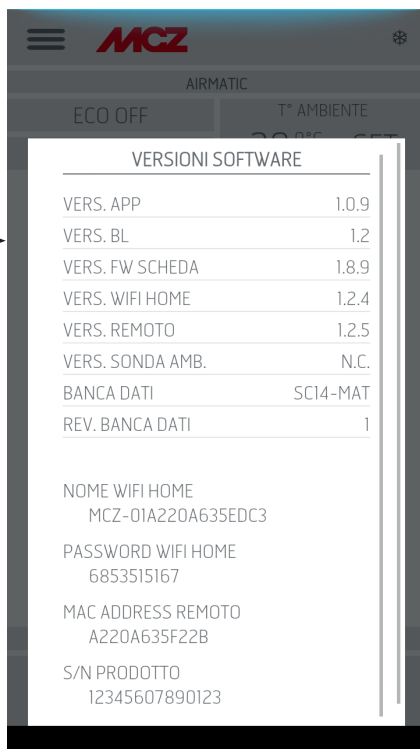 MCZ
AIRMATIC
ECO OFF
T° AMBIENTE
VERSIONI SOFTWARE
VERS. APP 1.0.9
VERS. BL 1.2
VERS. FW SCHEDA 1.8.9
VERS. WIFI HOME 1.2.4
VERS. REMOTO 1.2.5
VERS. SONDA AMB. N.C.
BANCA DATI SC14-MAT
REV. BANCA DATI 1
NOME WIFI HOME
MCZ-01A220A635EDC3
PASSWORD WIFI HOME
6853515167
MAC ADDRESS REMOTO
A220A635F22B
S/N PRODOTTO
12345607890123